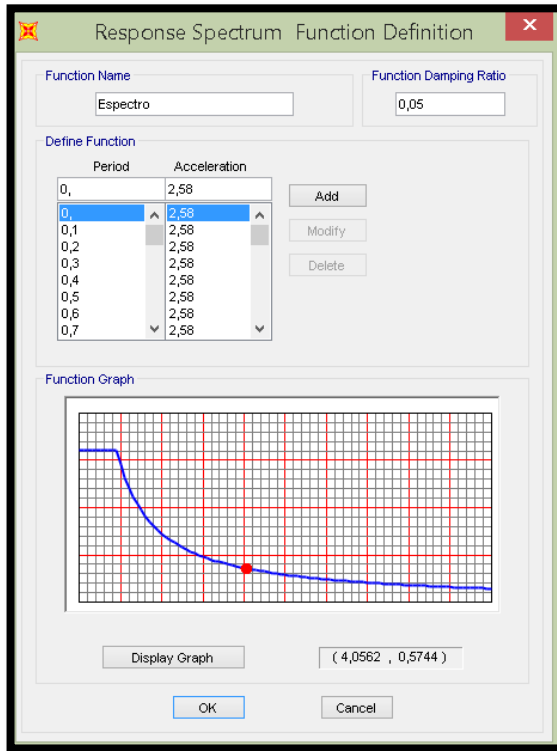 Response Spectrum Function Definition
Function Name
Function Damping Ratio
Espectro
0,05
Define Function
Period Acceleration
0, 2,58
Add
0, 2,58
0,1 2,58
Modify
0,2 2,58
0,3 2,58
Delete
0,4 2,58
0,5 2,58
0,6 2,58
0,7 2,58
Function Graph
Display Graph
( 4,0562 , 0,5744 )
OK Cancel